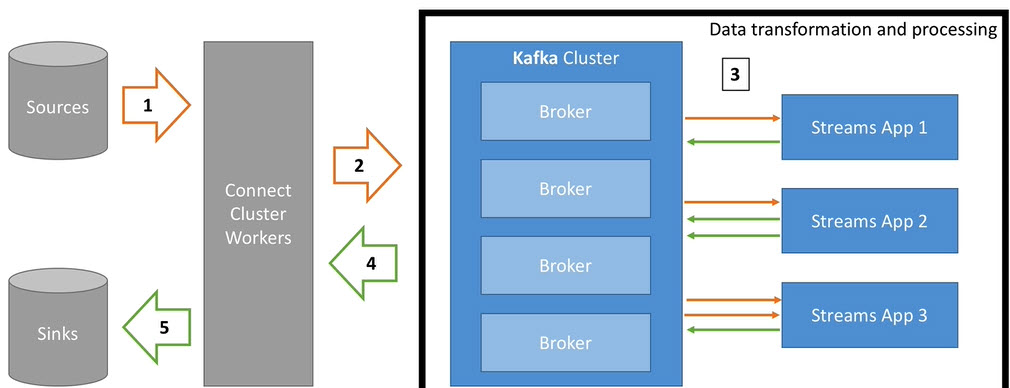 Data transformation and processing
Sources
1
Connect
Cluster
Workers
2
4
5
Sinks
Kafka Cluster
Broker
Broker
Broker
Broker
3
Streams App 1
Streams App 2
Streams App 3